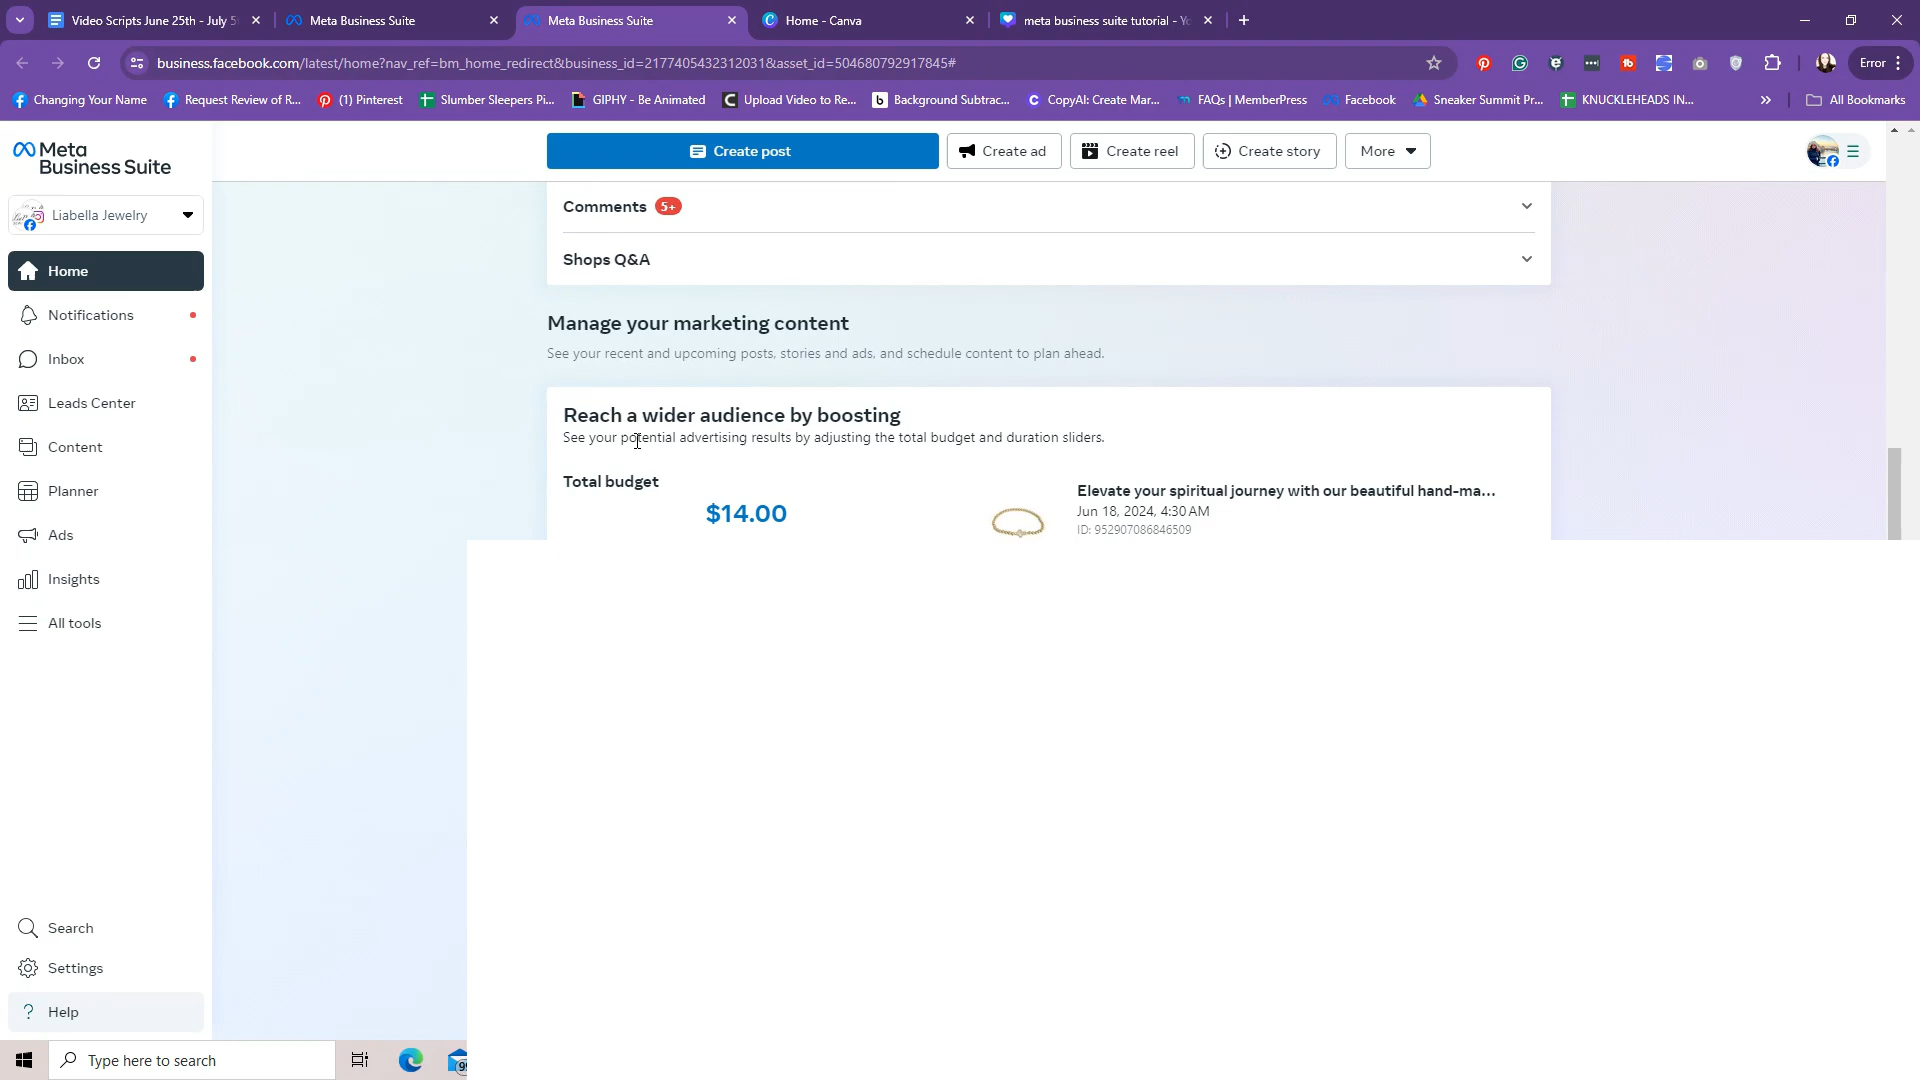 Video Scripts June 25th - July 5
Meta Business Suite
Meta Business Suite
Home - Canva
meta business suite tutorial - Yo
business.facebook.com/latest/home?nav_ref=bm_home_redirect&business_id=2177405432312031&asset_id=504680792917845#
Error
Changing Your Name
Request Review of R...
(1) Pinterest
Slumber Sleepers Pi...
GIPHY - Be Animated
Upload Video to Re...
Background Subtrac...
CopyAI: Create Mar...
FAQs | MemberPress
Facebook
Sneaker Summit Pr...
KNUCKLEHEADS IN...
All Bookmarks
Meta
Business Suite
Create post
Create ad
Create reel
Create story
More
Liabella Jewelry
Home
Notifications
Inbox
Leads Center
Content
Planner
Ads
Insights
All tools
Search
Settings
Help
Comments 5+
Shops Q&A
Manage your marketing content
See your recent and upcoming posts, stories and ads, and schedule content to plan ahead.
Reach a wider audience by boosting
See your potential advertising results by adjusting the total budget and duration sliders.
Total budget
$14.00
Elevate your spiritual journey with our beautiful hand-ma...
Jun 18, 2024, 4:30 AM
ID: 952907086846509
Type here to search